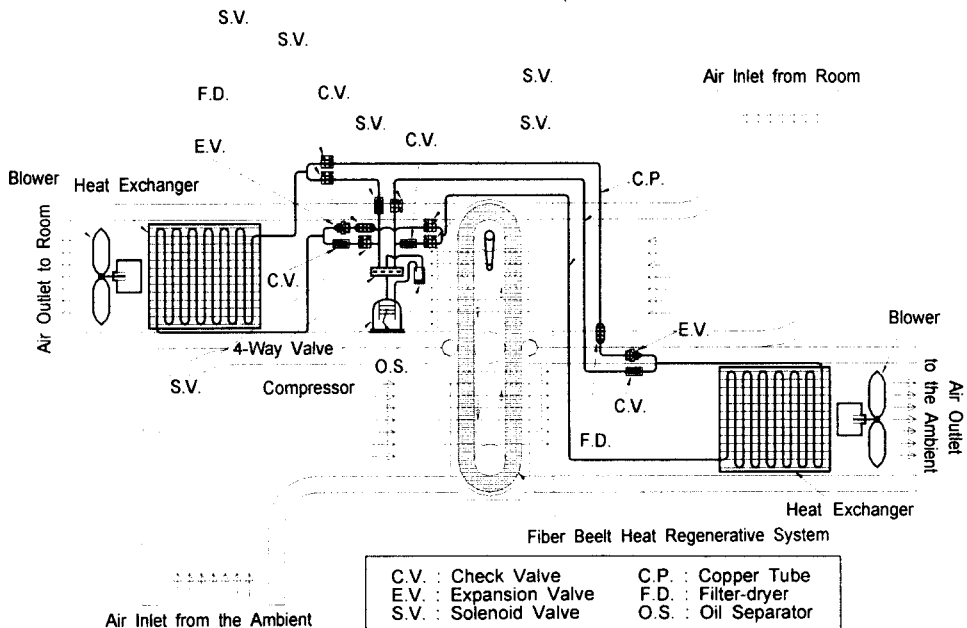 S.V.
S.V.
S.V.
Air Inlet from Room
F.D.
C.V.
S.V.
S.V.
C.V.
E.V.
C.P.
Blower
Heat Exchanger
Air Outlet to Room
C.V.
E.V.
Blower
4-Way Valve
O.S.
S.V.
Compressor
C.V.
Air Outlet
to the Ambient
F.D.
Heat Exchanger
Fiber Beelt Heat Regenerative System
C.V. : Check Valve
C.P. : Copper Tube
E.V. : Expansion Valve
F.D. : Filter-dryer
S.V. : Solenoid Valve
O.S. : Oil Separator
Air Inlet from the Ambient